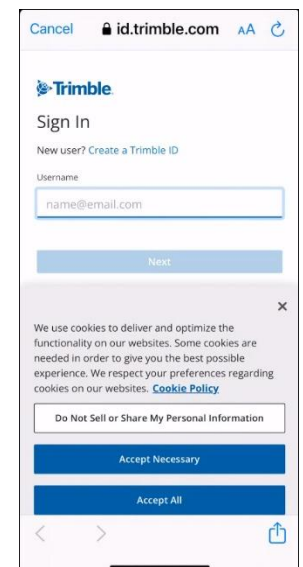 Cancel id.trimble.com AA
Trimble.
Sign In
New user? Create a Trimble ID
Username
name@email.com
Next
We use cookies to deliver and optimize the
functionality on our websites. Some cookies are
needed in order to give you the best possible
experience. We respect your preferences regarding
cookies on our websites. Cookie Policy
Do Not Sell or Share My Personal Information
Accept Necessary
Accept All